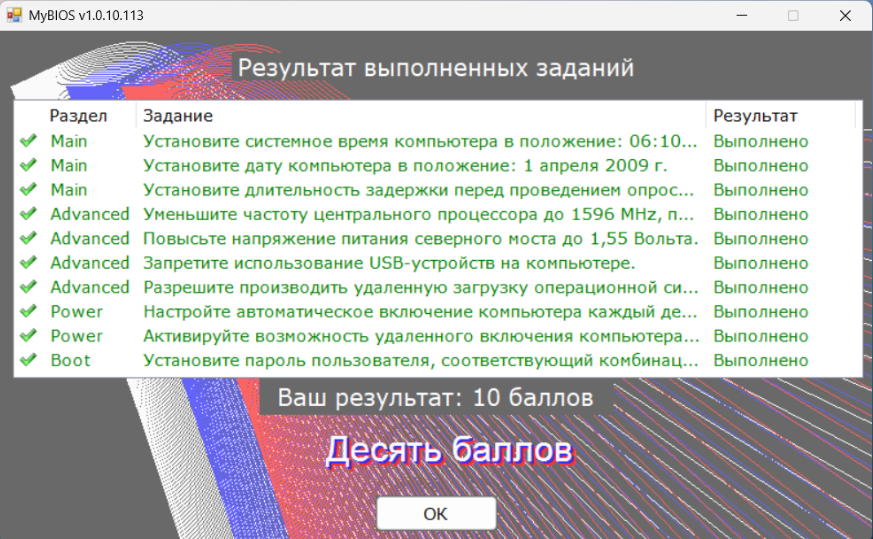 MyBIOS v1.0.10.113
Результат выполненных заданий
Раздел Задание Результат
Main Установите системное время компьютера в положение: 06:10... Выполнено
Main Установите дату компьютера в положение: 1 апреля 2009 г. Выполнено
Main Установите длительность задержки перед проведением опрос... Выполнено
Advanced Уменьшите частоту центрального процессора до 1596 MHz, п... Выполнено
Advanced Повысьте напряжение питания северного моста до 1,55 Вольта. Выполнено
Advanced Запретите использование USB-устройств на компьютере. Выполнено
Advanced Разрешите производить удаленную загрузку операционной си... Выполнено
Power Настройте автоматическое включение компьютера каждый де... Выполнено
Power Активируйте возможность удаленного включения компьютера... Выполнено
Boot Установите пароль пользователя, соответствующий комбинац... Выполнено
Ваш результат: 10 баллов
Десять баллов
ОК